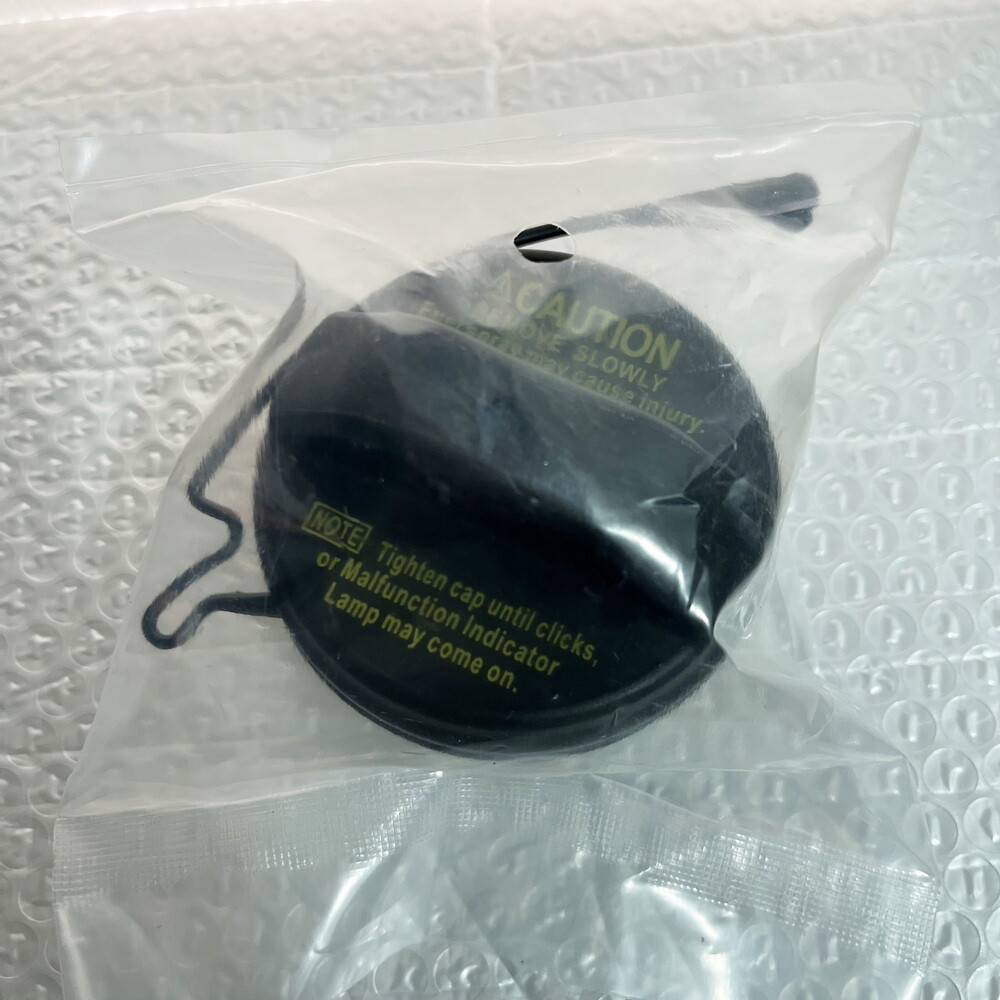 CAUTION
REMOVE SLOWLY
may cause injury.
NOTE Tighten cap until clicks,
or Malfunction Indicator
Lamp may come on.